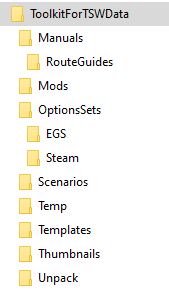 ToolkitForTSWData
Manuals
RouteGuides
Mods
OptionsSets
EGS
Steam
Scenarios
Temp
Templates
Thumbnails
Unpack